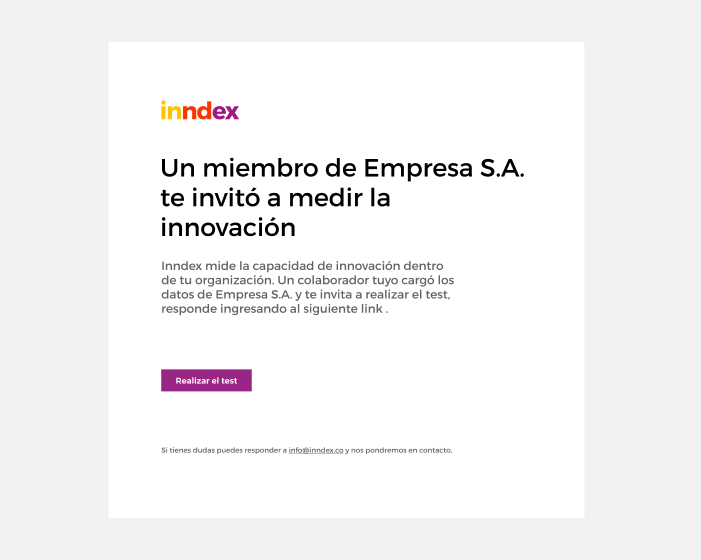 inndex
Un miembro de Empresa S.A.
te invitó a medir la
innovación
Inndex mide la capacidad de innovación dentro
de tu organización. Un colaborador tuyo cargó los
datos de Empresa S.A. y te invita a realizar el test,
responde ingresando al siguiente link .
Realizar el test
Si tienes dudas puedes responder a info@inndex.co y nos pondremos en contacto.